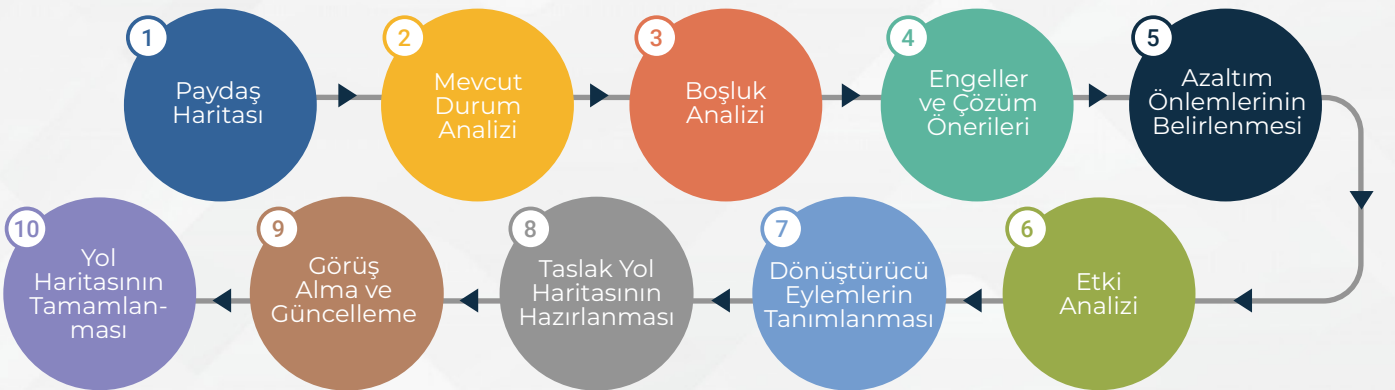 1
Paydaş
Haritası
2
Mevcut
Durum
Analizi
3
Boşluk
Analizi
4
Engeller
ve Çözüm
Önerileri
5
Azaltım
Önlemlerinin
Belirlenmesi
6
Etki
Analizi
7
Dönüştürücü
Eylemlerin
Tanımlanması
8
Taslak Yol
Haritasının
Hazırlanması
9
Görüş
Alma ve
Güncelleme
10
Yol
Haritasının
Tamamlan-
ması